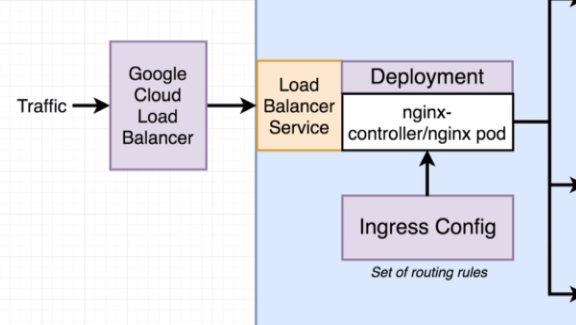 Traffic
Google
Cloud
Load
Balancer
Load
Balancer
Service
Deployment
nginx-
controller/nginx pod
Ingress Config
Set of routing rules